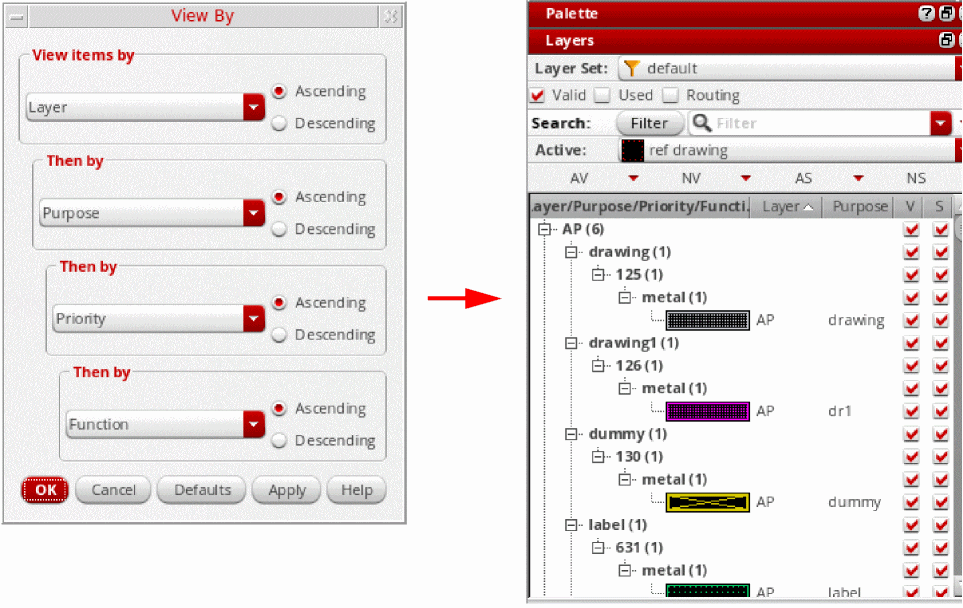 View By
View items by
Layer
Ascending
Descending
Then by
Purpose
Ascending
Descending
Then by
Priority
Ascending
Descending
Then by
Function
Ascending
Descending
OK Cancel Defaults Apply Help
Palette
Layers
Layer Set: default
Valid Used Routing
Search: Filter Filter
Active: ref drawing
AV NV AS NS
.ayer/Purpose/Priority/Functi. Layer Purpose V S
AP (6)
drawing (1)
125 (1)
metal (1)
AP drawing
drawing1 (1)
126 (1)
metal (1)
AP dr1
dummy (1)
130 (1)
metal (1)
AP dummy
label (1)
631 (1)
metal (1)
AP label